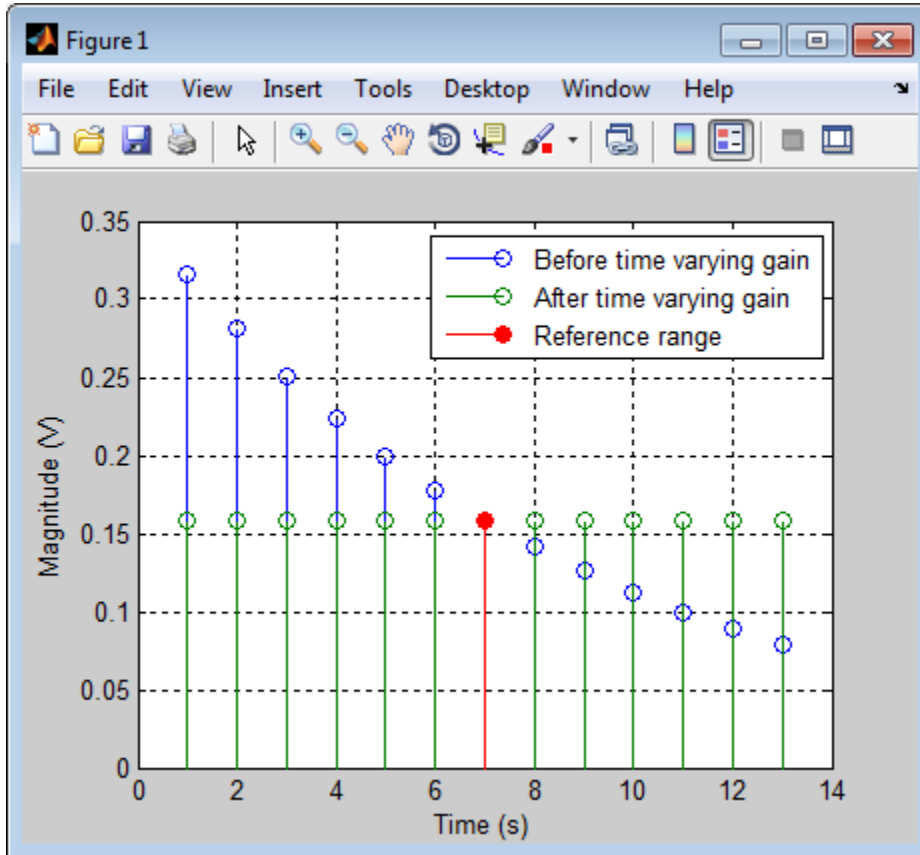 Figure 1
File Edit View Insert Tools Desktop Window Help
0.35
0.3
0.25
0.2
0.15
0.1
0.05
0
Magnitude (V)
Before time varying gain
After time varying gain
Reference range
0 2 4 6 8 10 12 14
Time (s)